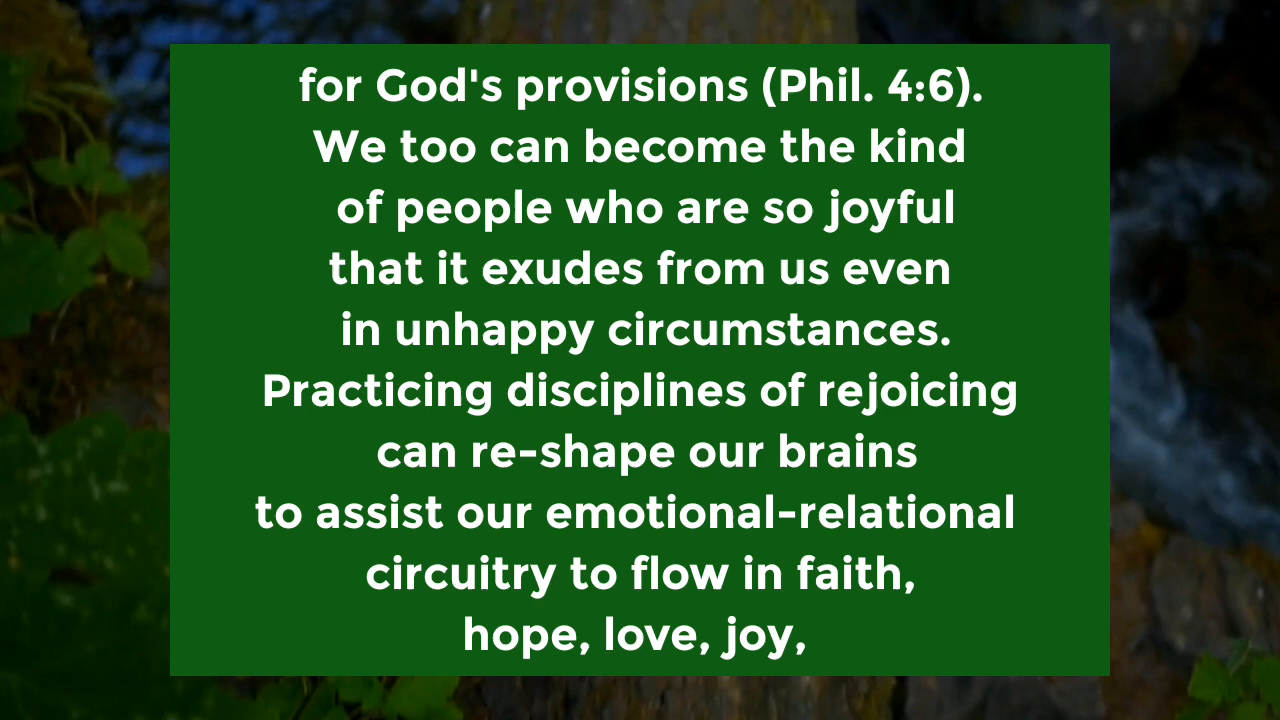 for God's provisions (Phil. 4:6).
We too can become the kind
of people who are so joyful
that it exudes from us even
in unhappy circumstances.
Practicing disciplines of rejoicing
can re-shape our brains
to assist our emotional-relational
circuitry to flow in faith,
hope, love, joy,